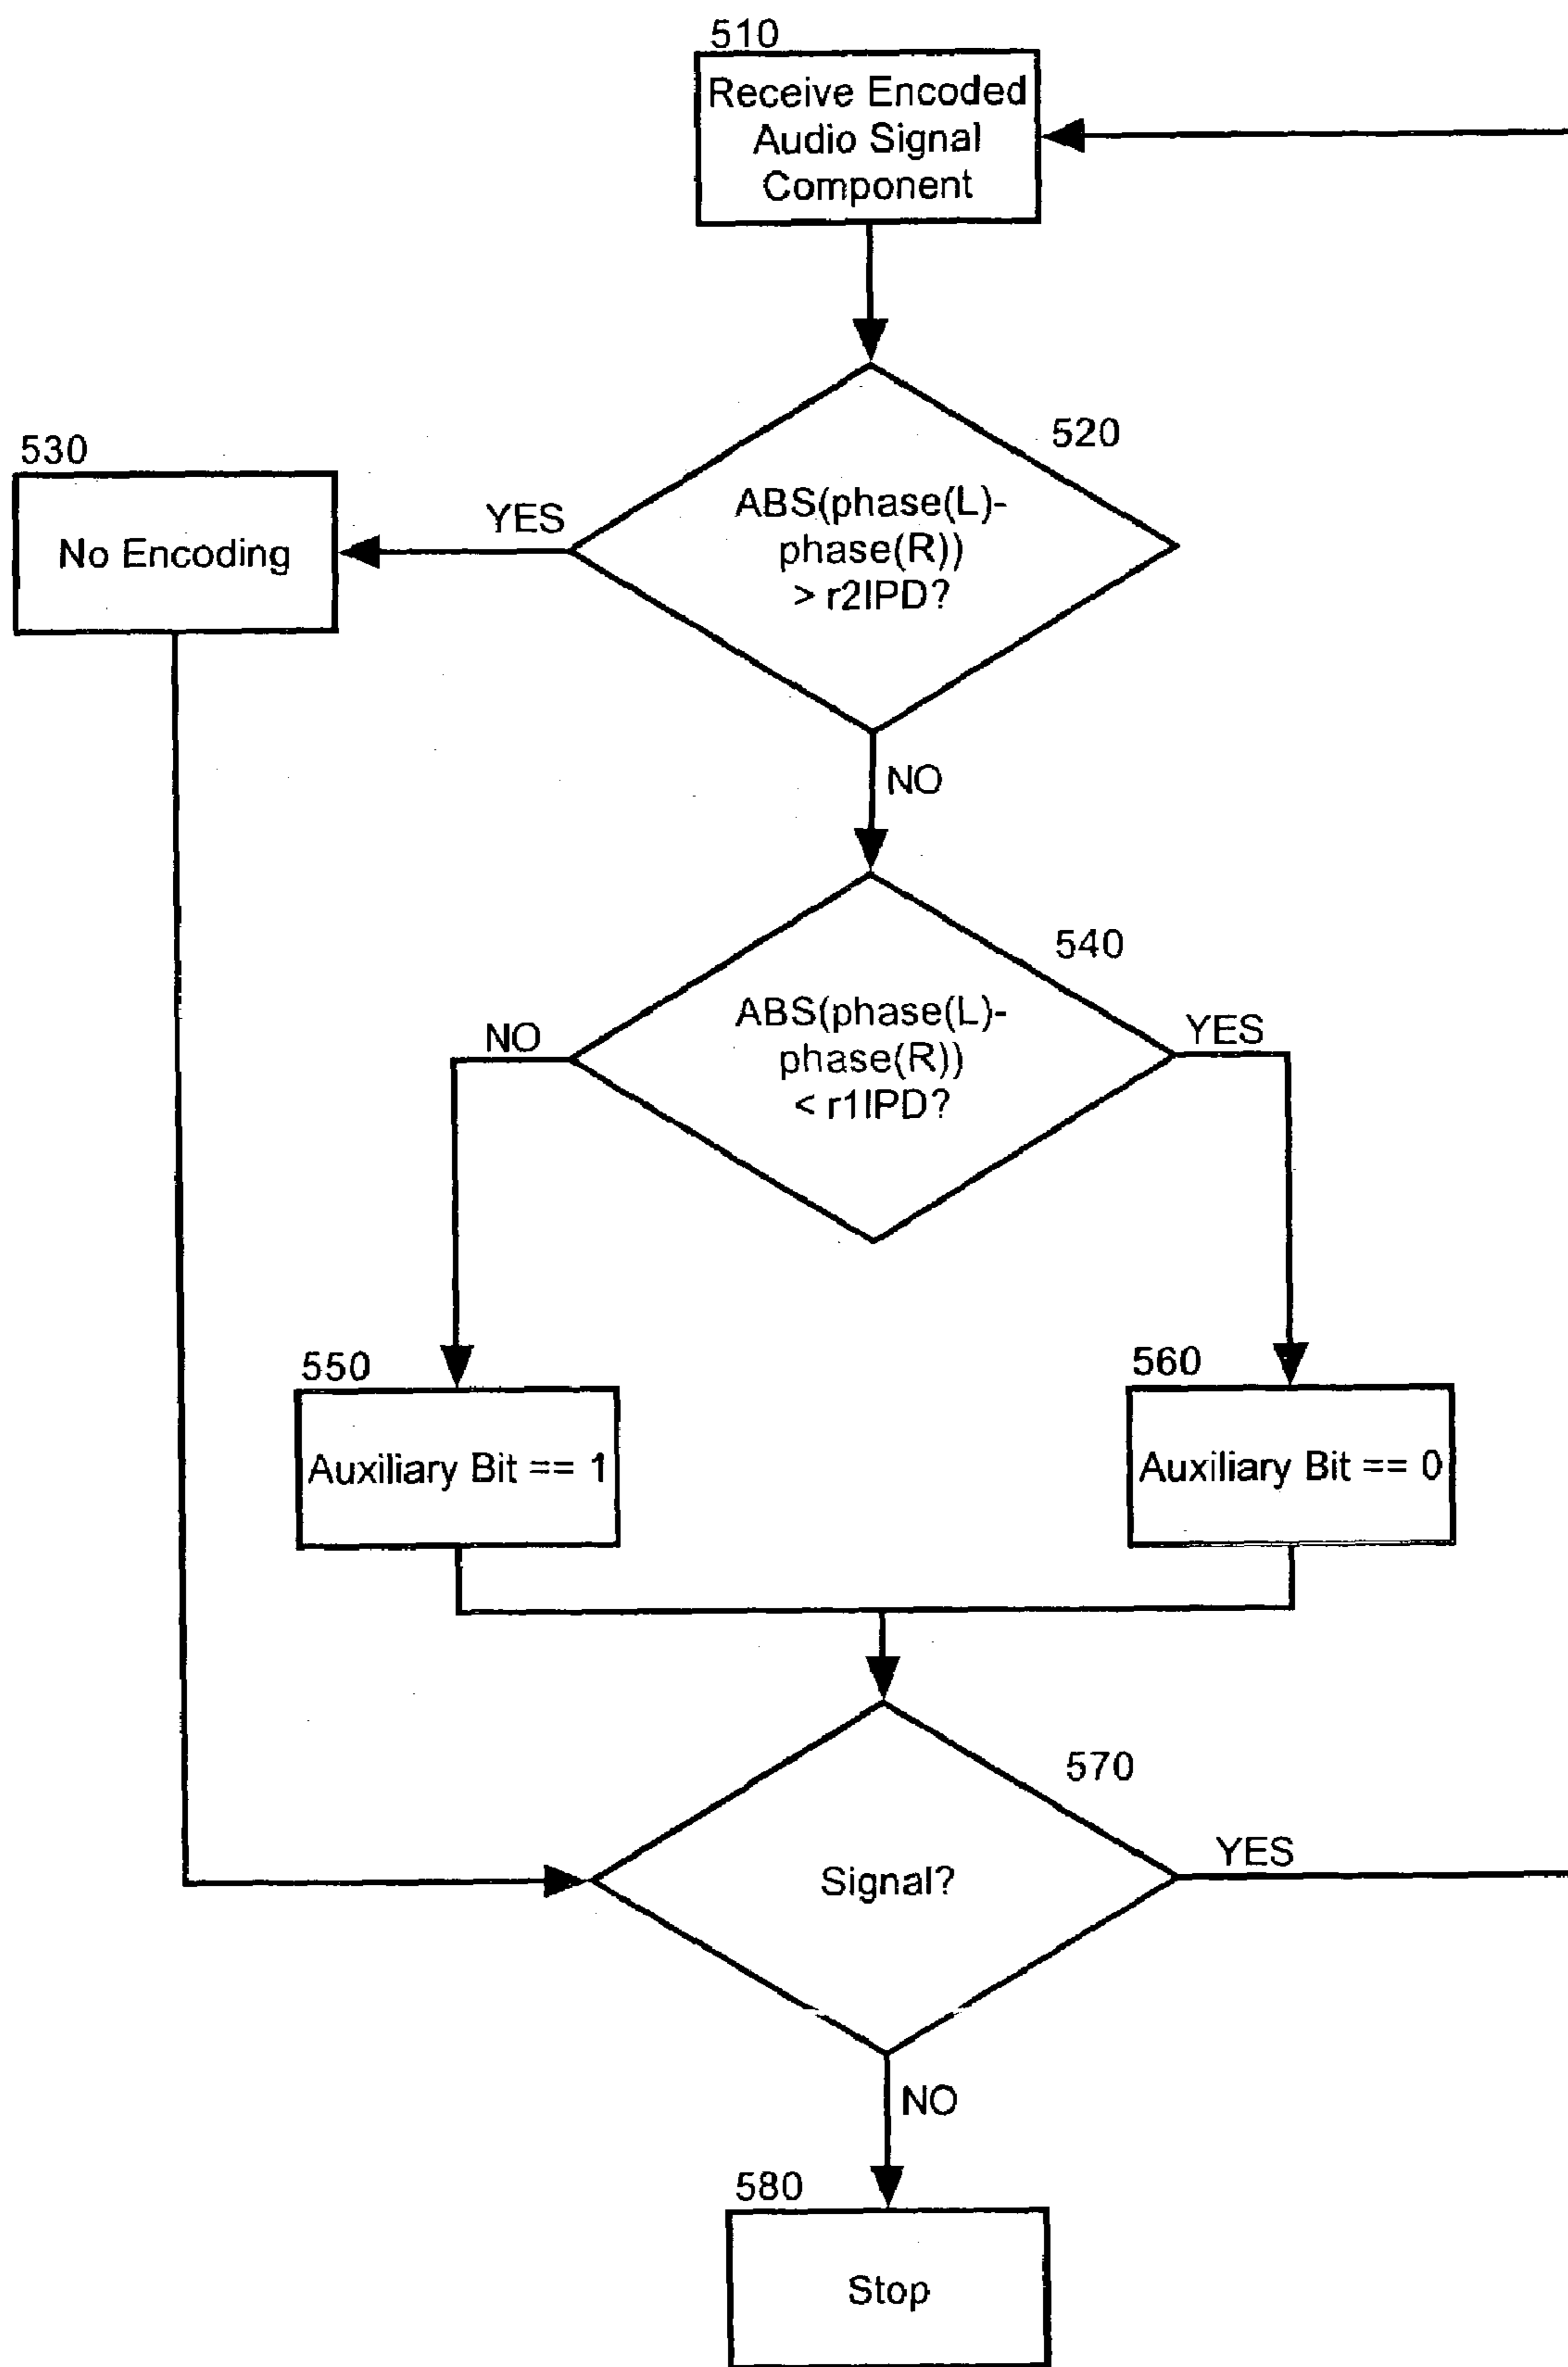 510
Receive Encoded
Audio Signal
Component
520
ABS(phase(L)-
phase(R))
> r2IPD?
YES
530
No Encoding
NO
540
ABS(phase(L)-
phase(R))
< r1IPD?
NO
YES
550
Auxiliary Bit == 1
560
Auxiliary Bit == 0
570
Signal?
YES
NO
580
Stop